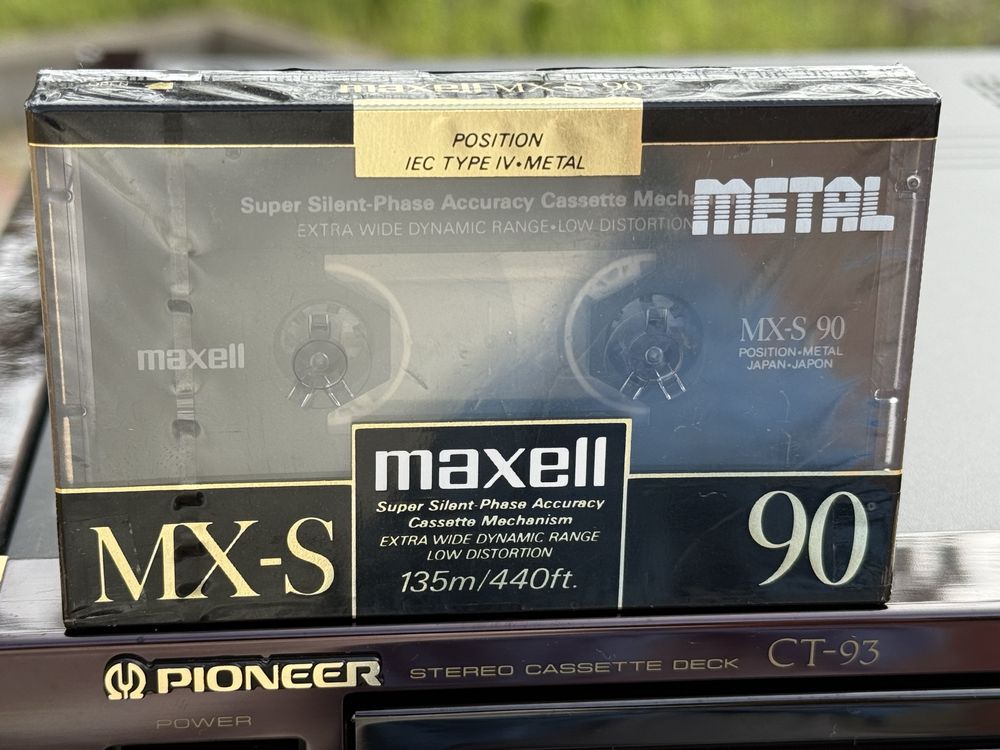 maxell MX-S 90
POSITION
IEC TYPE IV•METAL
METAL
Super Silent-Phase Accuracy Cassette Mech
EXTRA WIDE DYNAMIC RANGE•LOW DISTORTION
maxell
MX-S 90
POSITION•METAL
JAPAN•JAPON
maxell
Super Silent-Phase Accuracy
Cassette Mechanism
EXTRA WIDE DYNAMIC RANGE
LOW DISTORTION
135m/440ft.
MX-S
90
PIONEER
STEREO CASSETTE DECK
CT-93
POWER